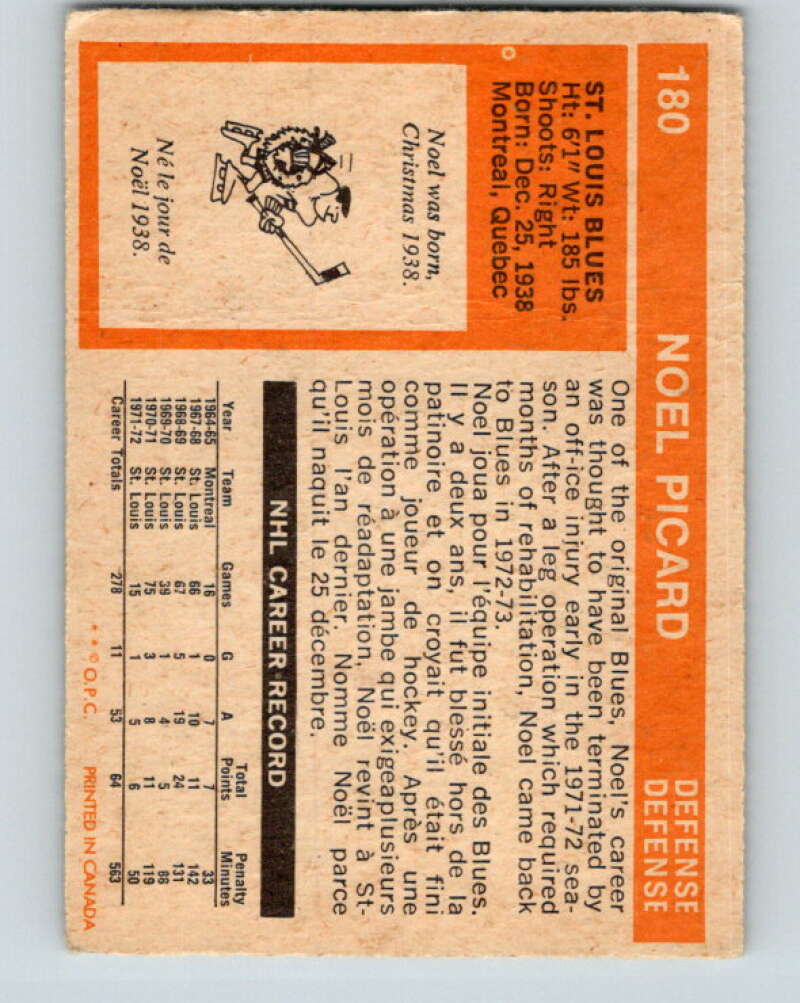 180 NOEL PICARD DEFENSE
DEFENSE
ST. LOUIS BLUES
Ht: 6'1" Wt: 185 lbs.
Shoots: Right
Born: Dec. 25, 1938
Montreal, Quebec
Noel was born,
Christmas 1938.
Né le jour de
Noël 1938.
One of the original Blues, Noel's career
was thought to have been terminated by
an off-ice injury early in the 1971-72 sea-
son. After a leg operation which required
months of rehabilitation, Noel came back
to Blues in 1972-73.
Noel joua pour l'équipe initiale des Blues.
Il y a deux ans, il fut blessé hors de la
patinoire et on croyait qu'il était fini
comme joueur de hockey. Après une
opération à une jambe qui exigeaplusieurs
mois de réadaptation, Noël revint à St-
Louis l'an dernier. Nomme Noël parce
qu'il naquit le 25 décembre.
NHL CAREER RECORD
Year Team Games G A Total Points Penalty Minutes
1964-65 Montreal 16 0 7 7 33
1967-68 St. Louis 66 1 10 11 142
1968-69 St. Louis 67 5 19 24 131
1969-70 St. Louis 39 1 4 5 88
1970-71 St. Louis 75 3 8 11 119
1971-72 St. Louis 15 1 5 6 50
Career Totals 278 11 53 64 563
* * © O.P.C. PRINTED IN CANADA